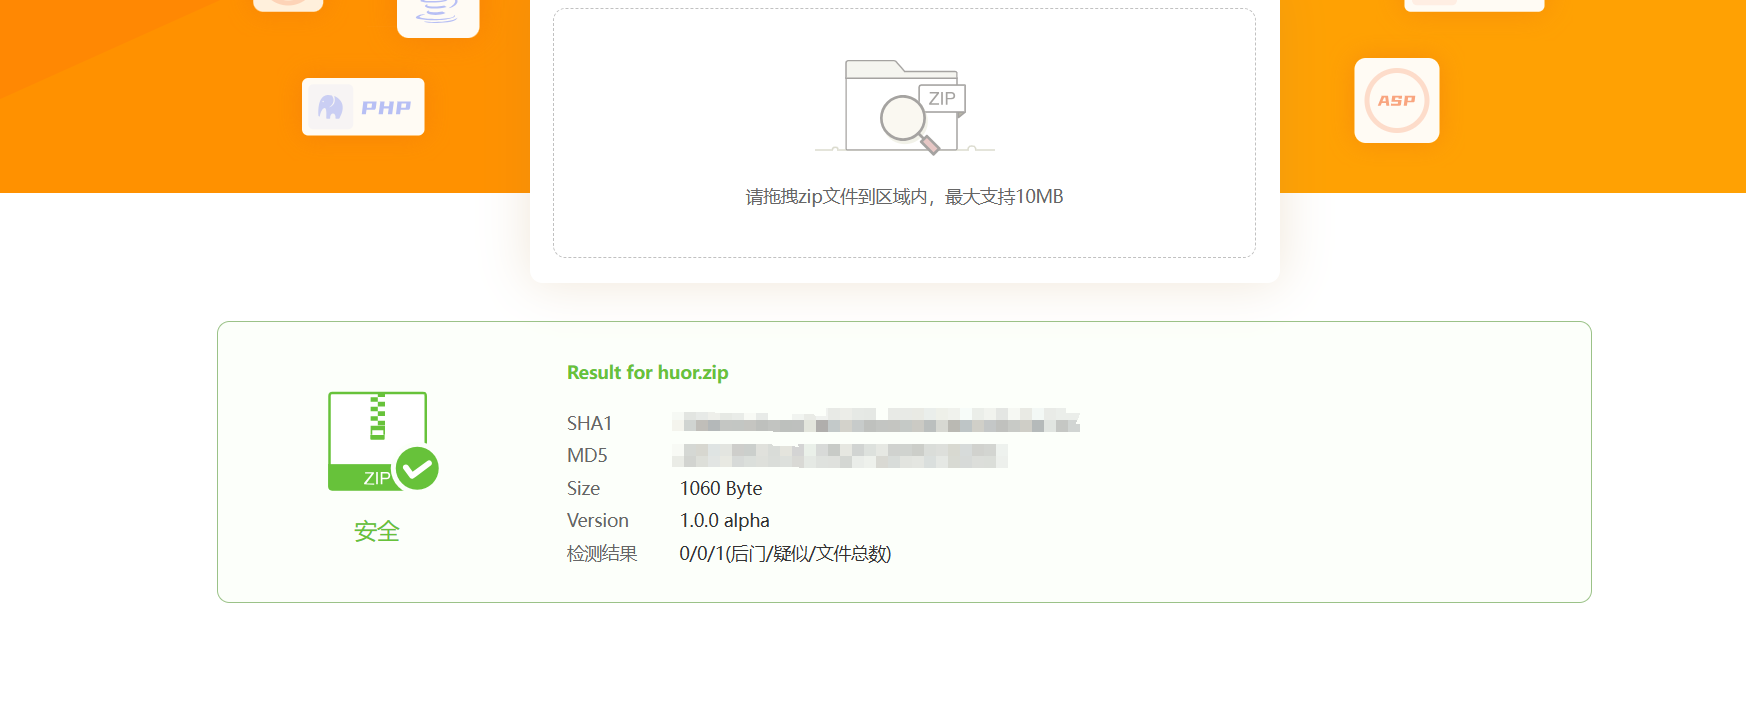 PHP
ASP
ZIP
请拖拽zip文件到区域内，最大支持10MB
Result for huor.zip
SHA1
MD5
Size 1060 Byte
Version 1.0.0 alpha
检测结果 0/0/1(后门/疑似/文件总数)
ZIP
安全